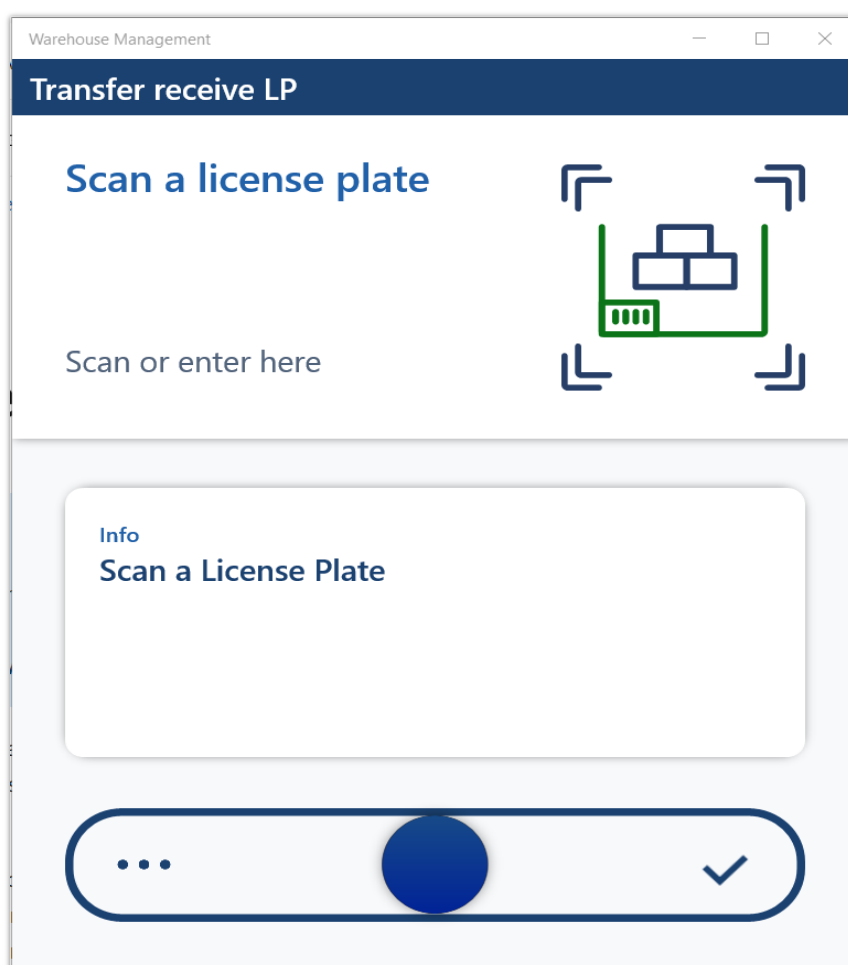 Warehouse Management
Transfer receive LP
Scan a license plate
Scan or enter here
Info
Scan a License Plate